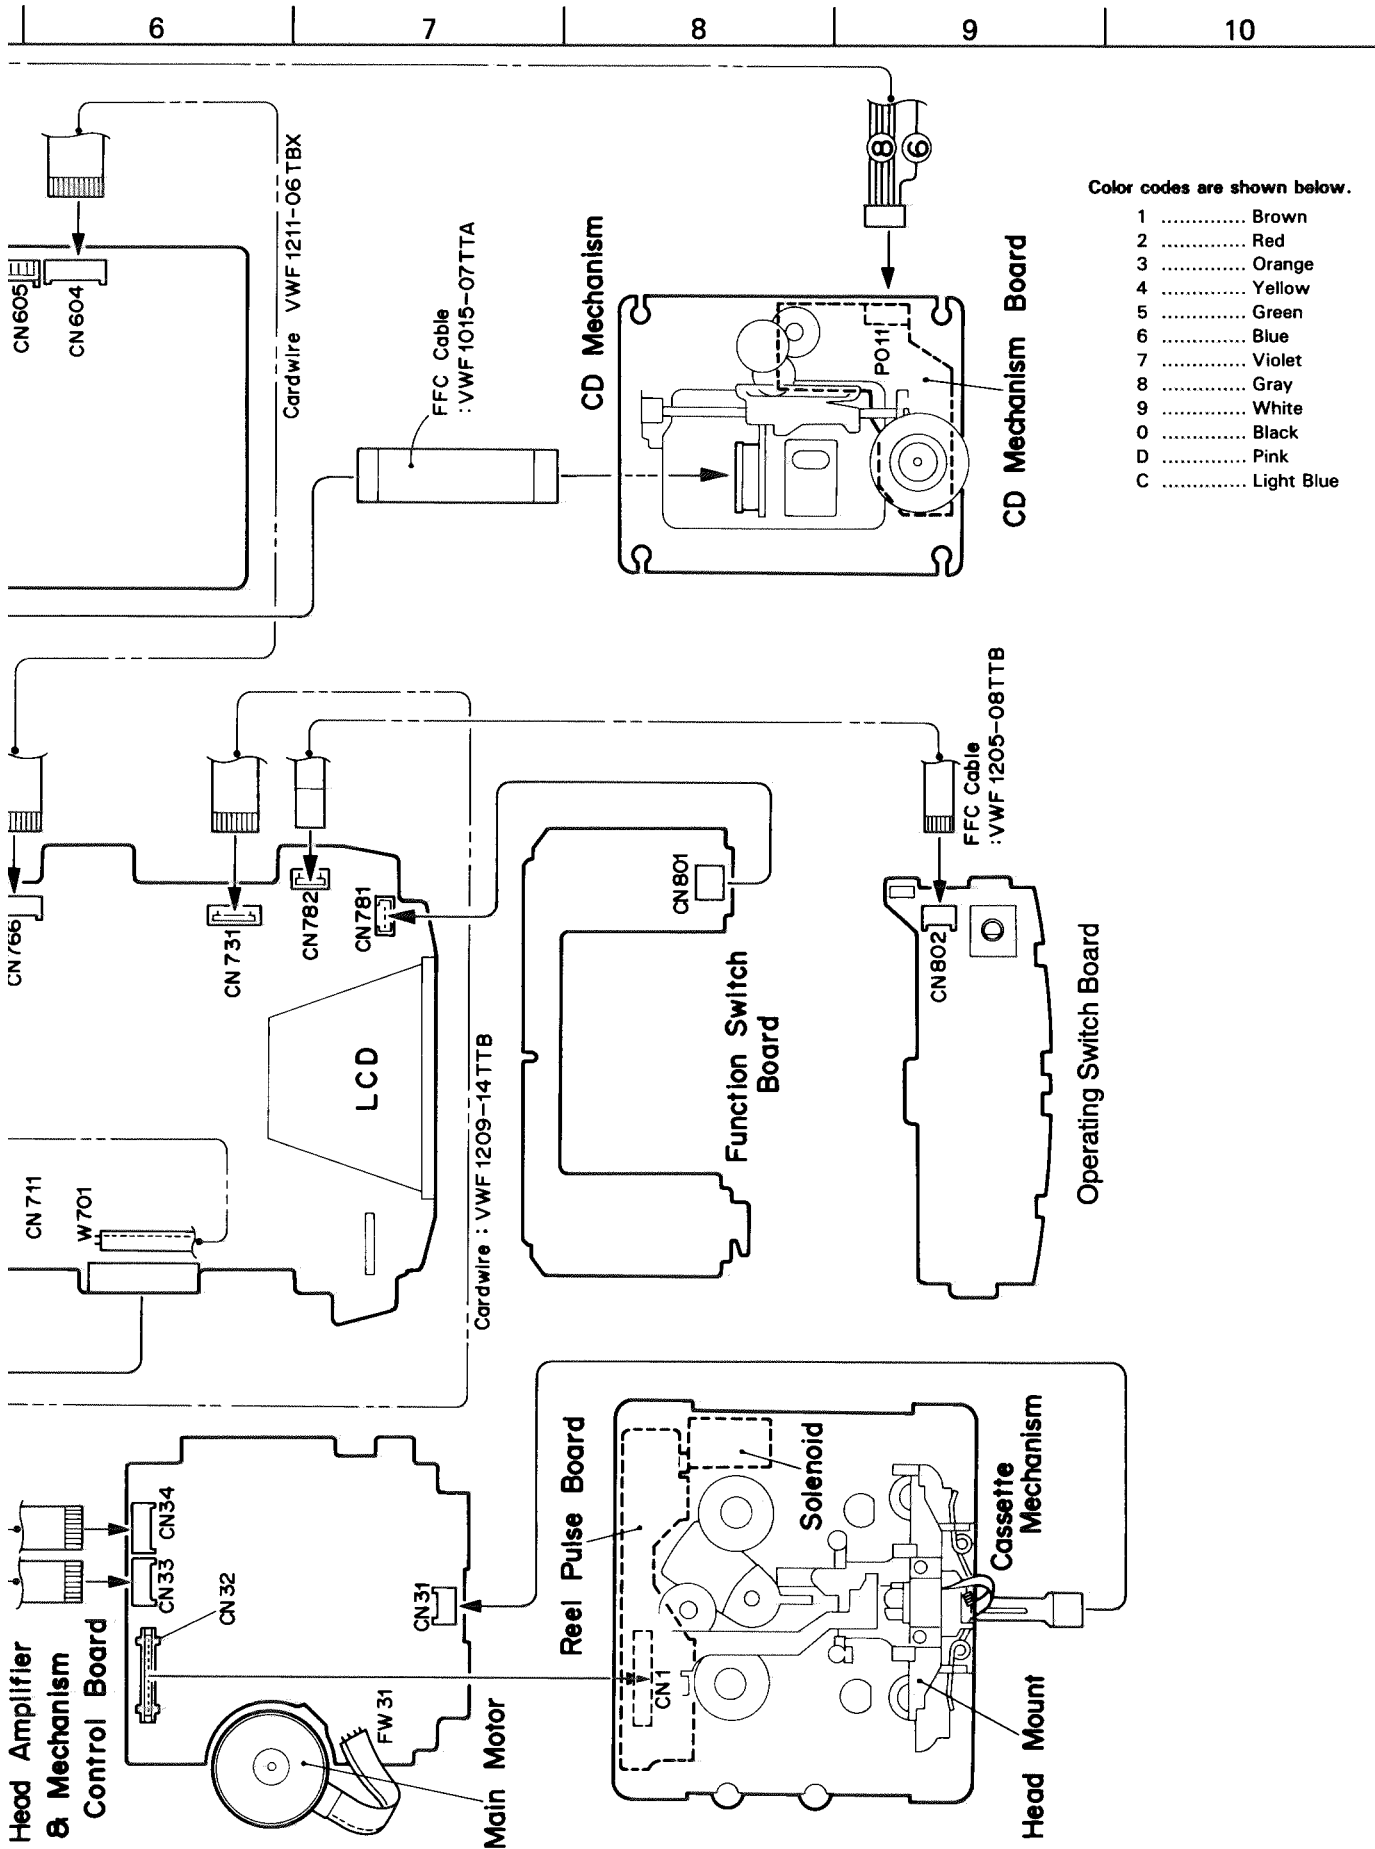 6
7
8
9
10
Cardwire VWF1211-06TBX
8
6
CN605
CN604
FFC Cable
:VWF1015-07TTA
CD Mechanism
PO11
CD Mechanism Board
Color codes are shown below.
1 .............. Brown
2 .............. Red
3 .............. Orange
4 .............. Yellow
5 .............. Green
6 .............. Blue
7 .............. Violet
8 .............. Gray
9 .............. White
0 .............. Black
D .............. Pink
C .............. Light Blue
FFC Cable
:VWF1205-08TTB
CN766
CN731
CN782
CN781
CN801
CN802
LCD
Cardwire : VWF1209-14TTB
Function Switch
Board
Operating Switch Board
CN711
W701
Head Amplifier
& Mechanism
Control Board
CN34
CN33
CN32
CN31
FW31
Main Motor
Reel Pulse Board
Solenoid
CN1
Cassette
Mechanism
Head Mount